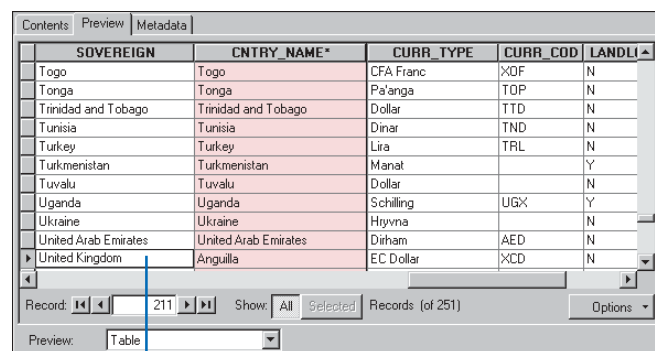 Contents Preview Metadata
SOVEREIGN CNTRY_NAME* CURR_TYPE CURR_COD LANDL
Togo Togo CFA Franc XOF N
Tonga Tonga Pa'anga TOP N
Trinidad and Tobago Trinidad and Tobago Dollar TTD N
Tunisia Tunisia Dinar TND N
Turkey Turkey Lira TRL N
Turkmenistan Turkmenistan Manat Y
Tuvalu Tuvalu Dollar N
Uganda Uganda Schilling UGX Y
Ukraine Ukraine Hryvna N
United Arab Emirates United Arab Emirates Dirham AED N
United Kingdom Anguilla EC Dollar XCD N
Record: 211 Show: All Selected Records (of 251) Options
Preview: Table